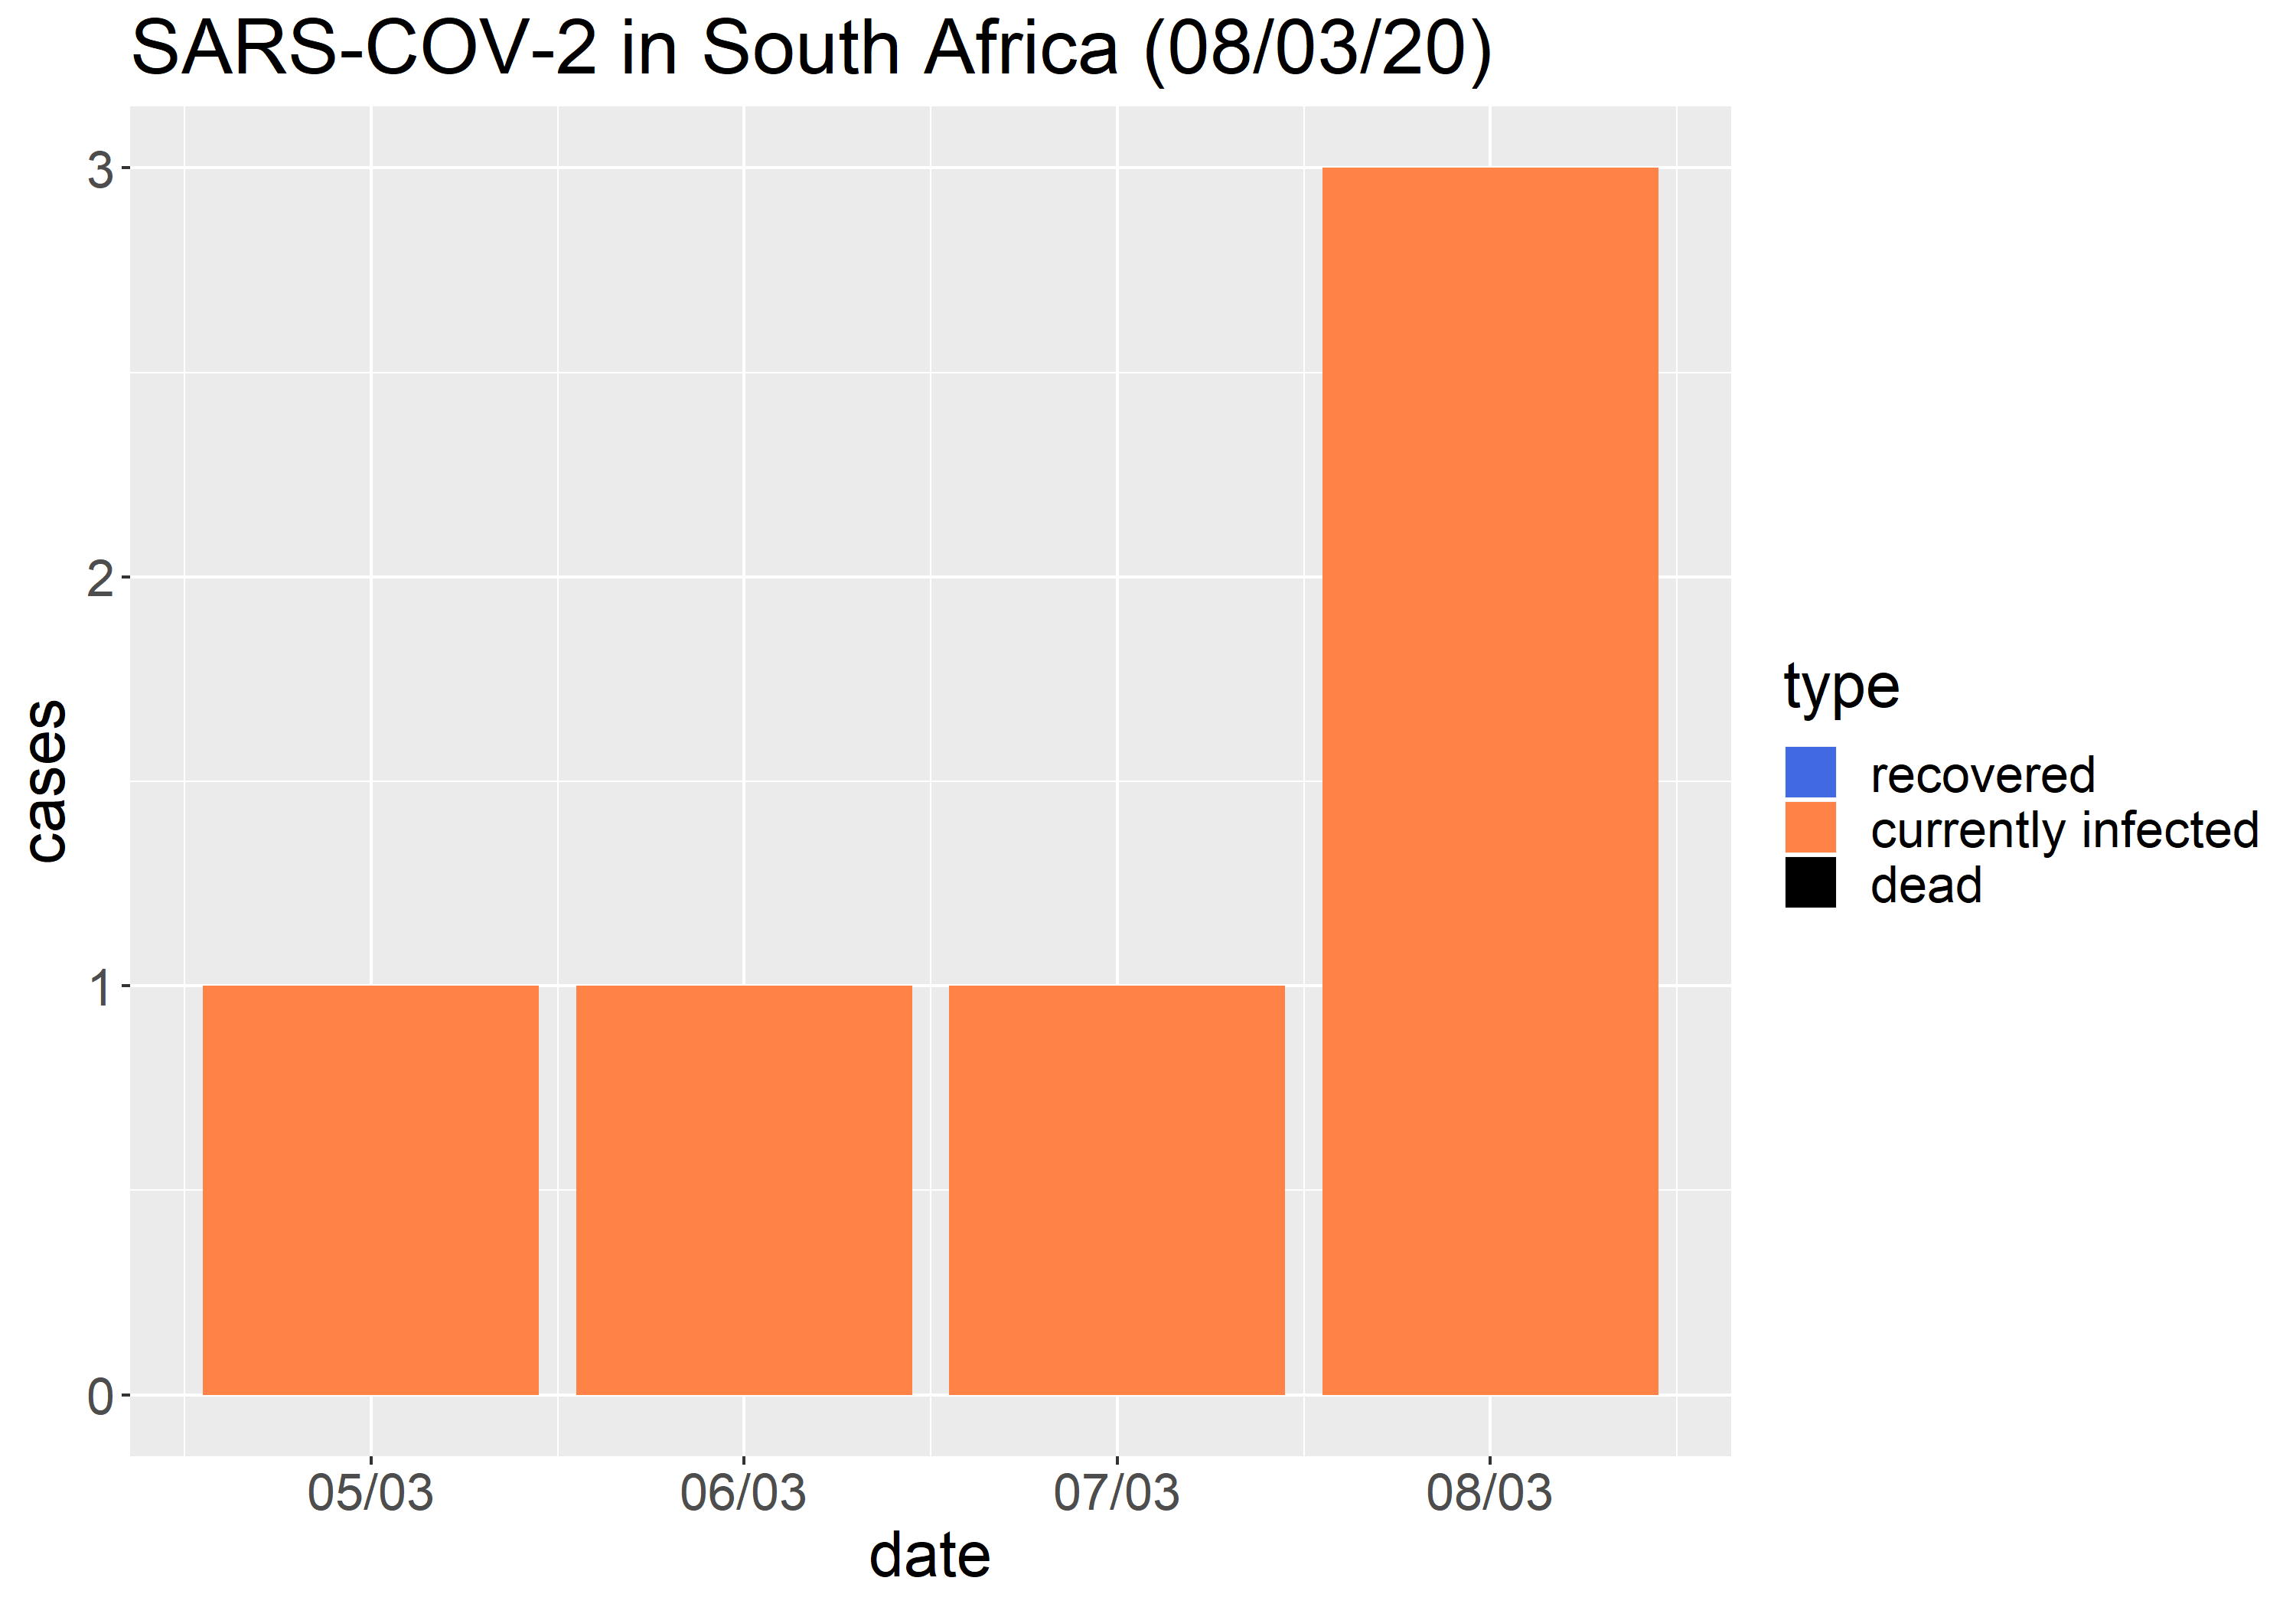 SARS-COV-2 in South Africa (08/03/20)
3
2
1
0
cases
05/03 06/03 07/03 08/03
date
type
recovered
currently infected
dead